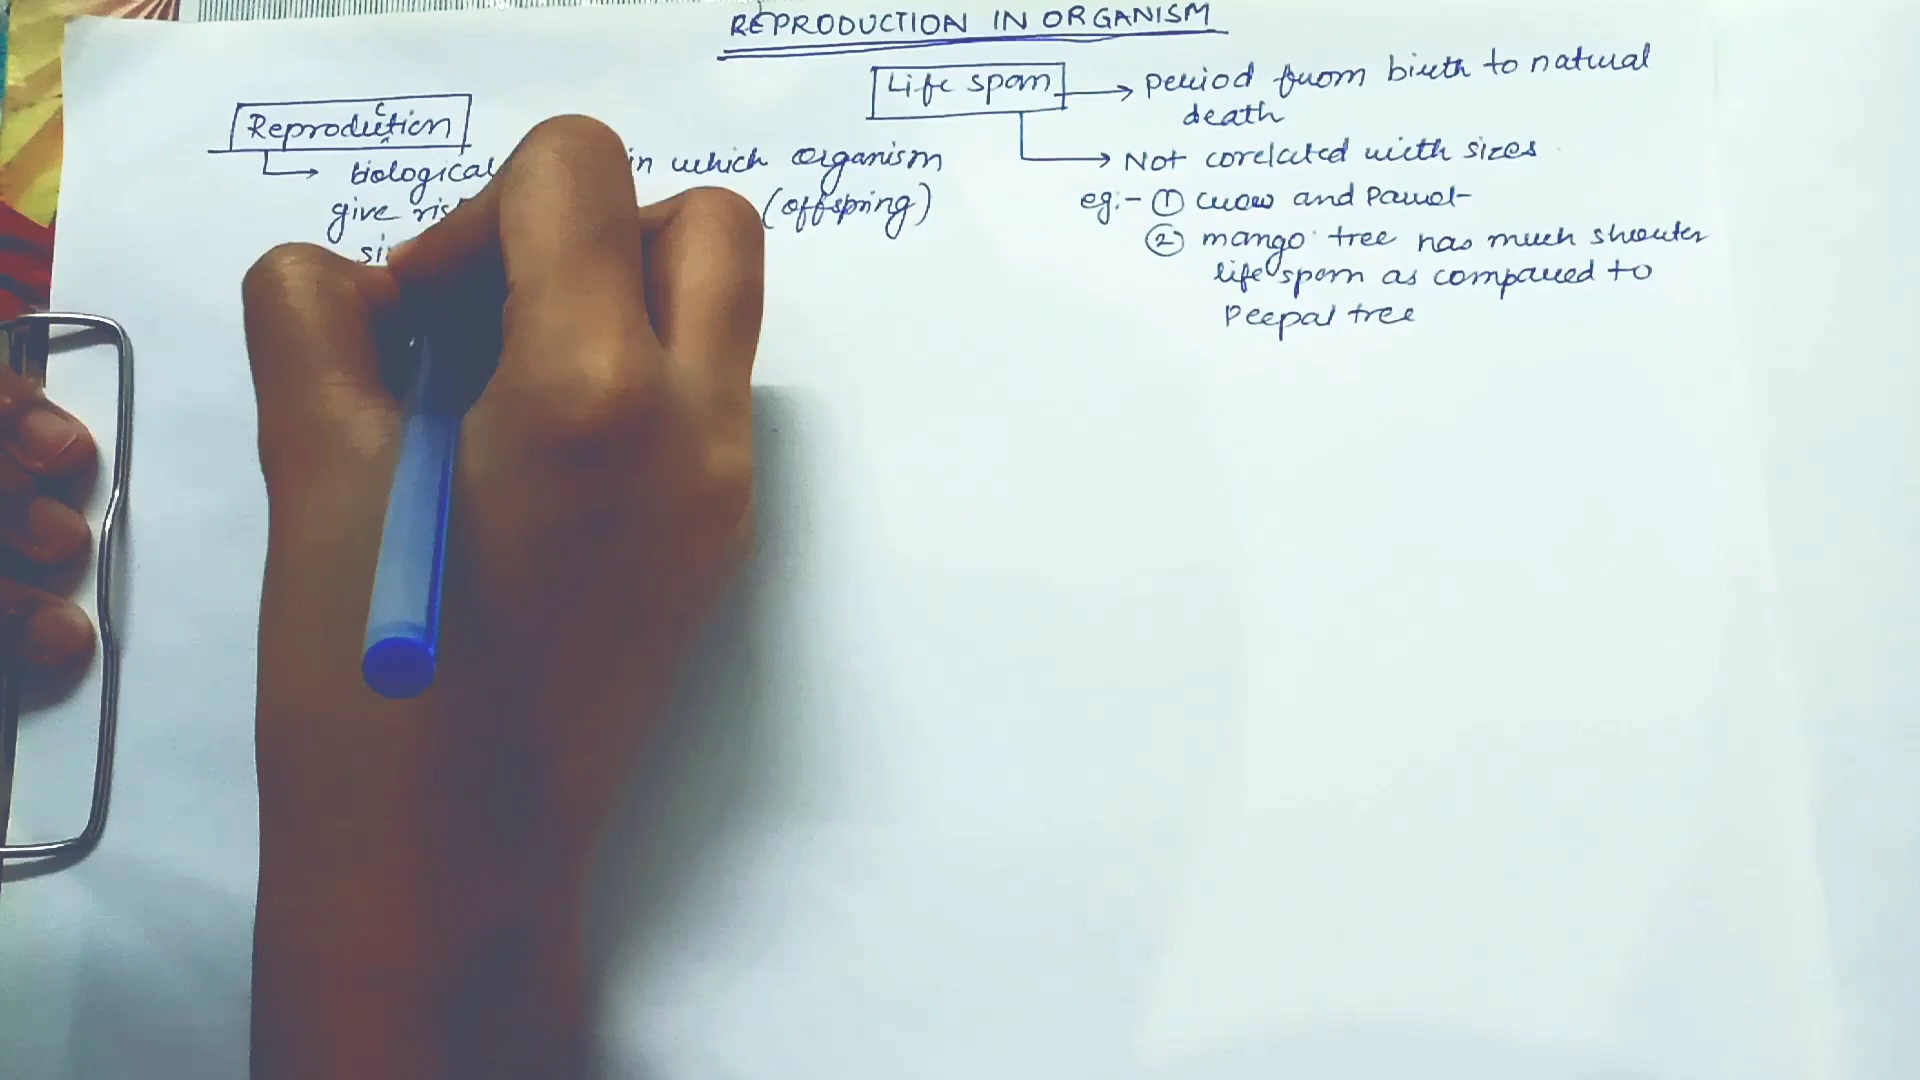 REPRODUCTION IN ORGANISM
Reproduction
biological in which organism
give (offspring)
Life span → period from birth to natural
death
→ Not corelated with sizes
eg:- ① crow and Parrot
② mango tree has much shorter
life span as compared to
Peepal tree